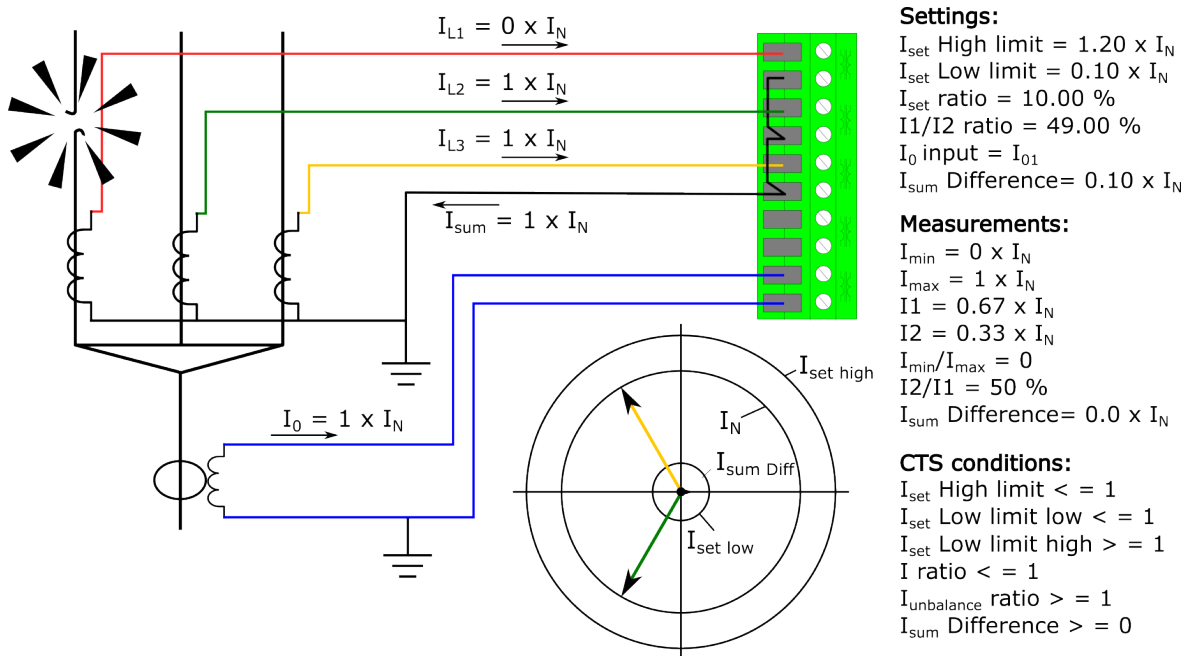 I_L1 = 0 x I_N
I_L2 = 1 x I_N
I_L3 = 1 x I_N
I_sum = 1 x I_N
I_0 = 1 x I_N
I_set high
I_N
I_sum Diff
I_set low
Settings:
I_set High limit = 1.20 x I_N
I_set Low limit = 0.10 x I_N
I_set ratio = 10.00 %
I1/I2 ratio = 49.00 %
I_0 input = I_01
I_sum Difference= 0.10 x I_N
Measurements:
I_min = 0 x I_N
I_max = 1 x I_N
I1 = 0.67 x I_N
I2 = 0.33 x I_N
I_min/I_max = 0
I2/I1 = 50 %
I_sum Difference= 0.0 x I_N
CTS conditions:
I_set High limit < = 1
I_set Low limit low < = 1
I_set Low limit high > = 1
I ratio < = 1
I_unbalance ratio > = 1
I_sum Difference > = 0